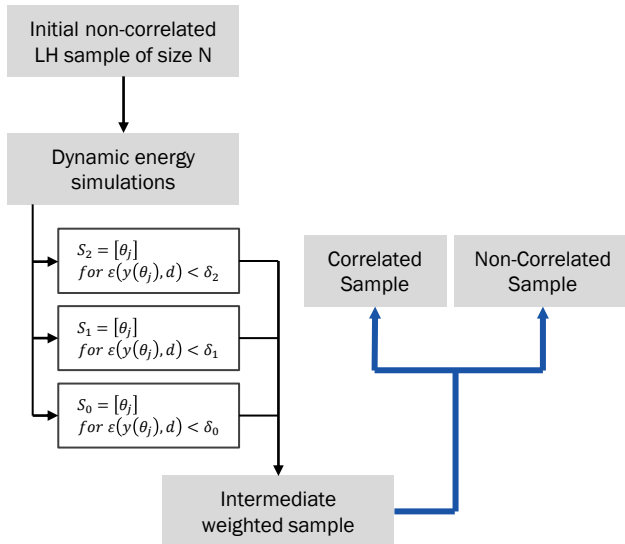 Initial non-correlated
LH sample of size N
Dynamic energy
simulations
S₂ = [θⱼ]
for ε(y(θⱼ), d) < δ₂
S₁ = [θⱼ]
for ε(y(θⱼ), d) < δ₁
S₀ = [θⱼ]
for ε(y(θⱼ), d) < δ₀
Correlated
Sample
Non-Correlated
Sample
Intermediate
weighted sample